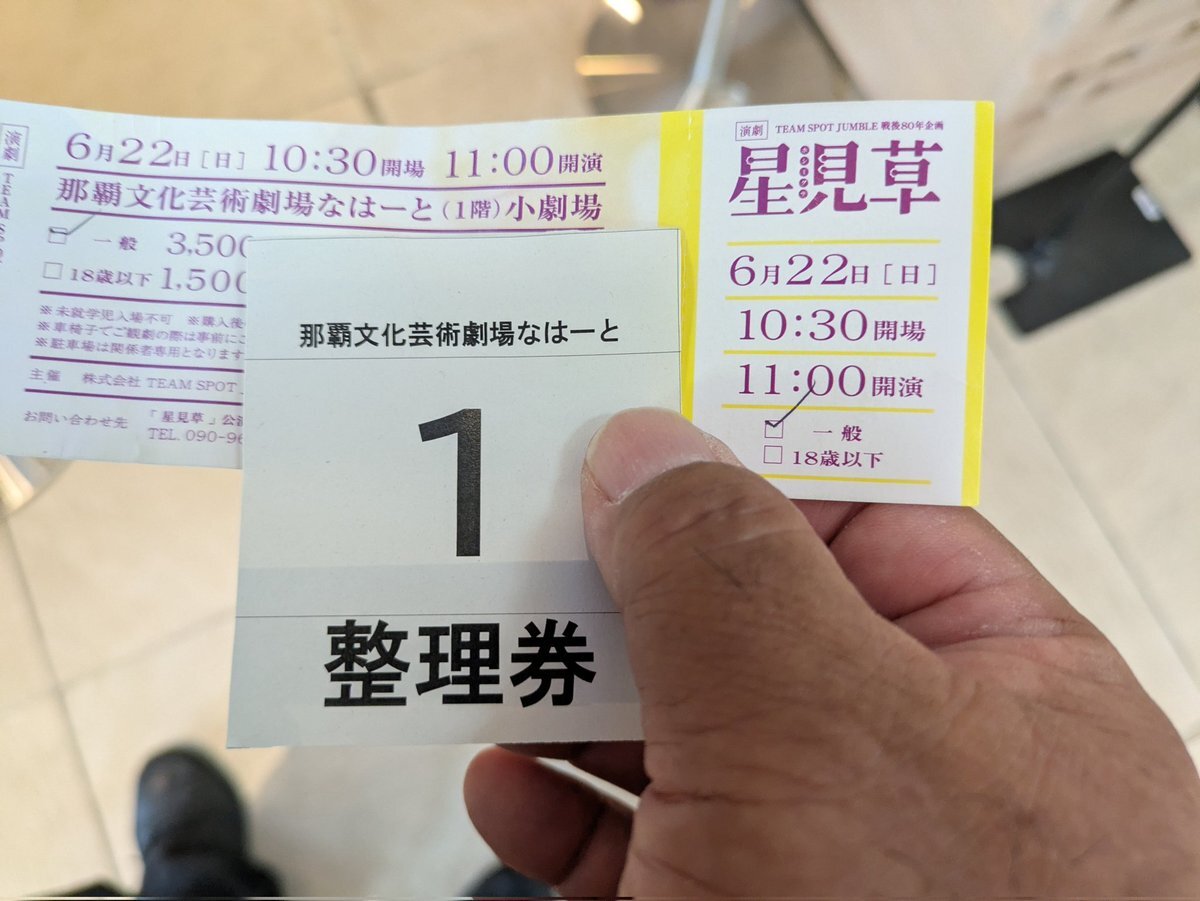 演劇
TEAM SPOT
6月22日[日] 10:30開場 11:00開演
那覇文化芸術劇場なはーと(1階)小劇場
一般 3,500
18歳以下 1,500
※未就学児入場不可 ※購入後
※車椅子でご観劇の際は事前に
※駐車場は関係者専用となります
主催 株式会社 TEAM SPOT
お問い合わせ先 「星見草」公演
TEL. 090-96
那覇文化芸術劇場なはーと
1
整理券
演劇 TEAM SPOT JUMBLE 戦後80年企画
星見草
6月22日[日]
10:30開場
11:00開演
一般
18歳以下